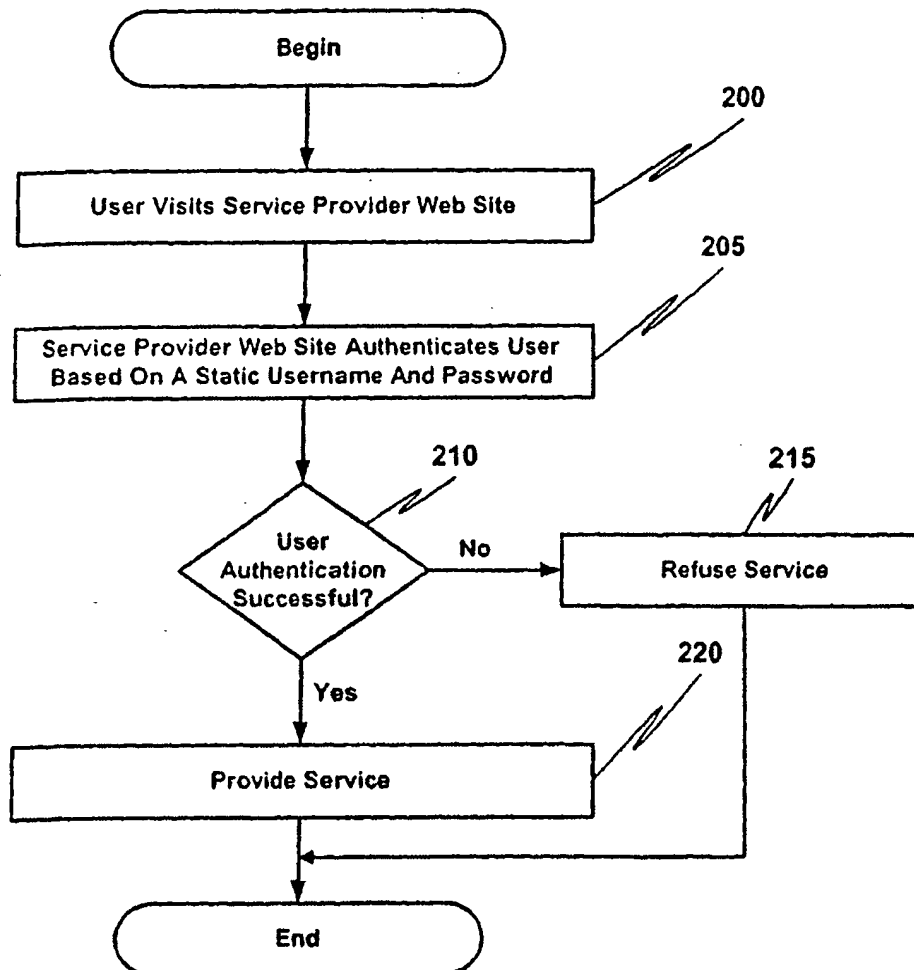 Begin
200
User Visits Service Provider Web Site
205
Service Provider Web Site Authenticates User
Based On A Static Username And Password
210
215
User
Authentication
Successful?
No
Refuse Service
220
Yes
Provide Service
End